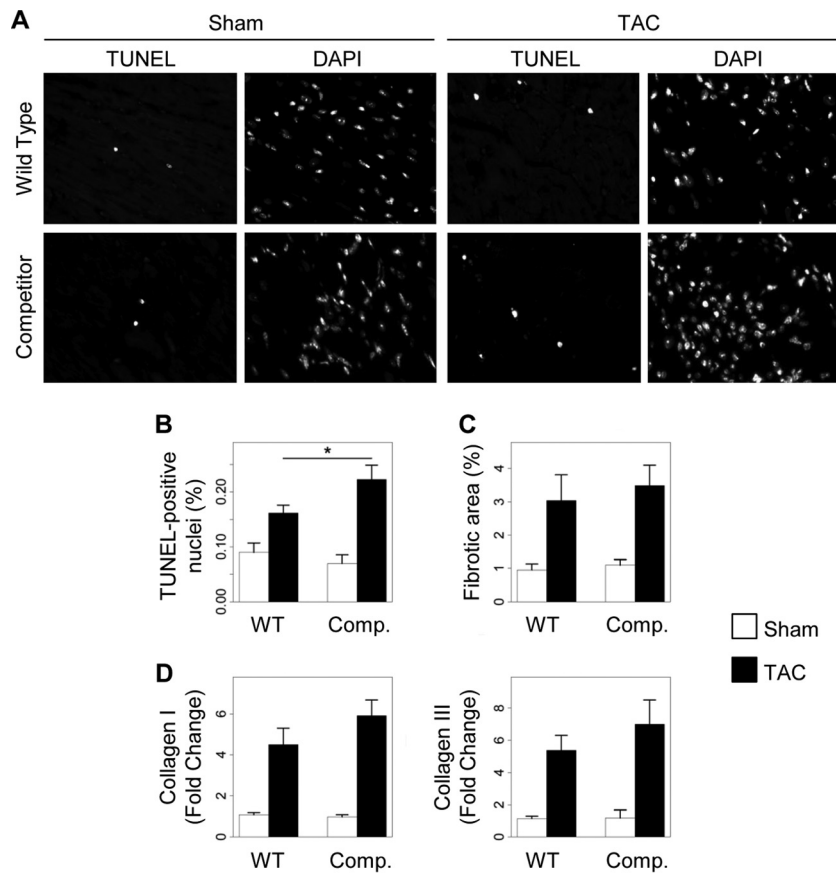 A
Sham TAC
TUNEL DAPI TUNEL DAPI
Wild Type
Competitor
B
TUNEL-positive
nuclei (%)
0.00 0.10 0.20
*
WT Comp.
C
Fibrotic area (%)
0 1 2 3 4
WT Comp.
Sham
TAC
D
Collagen I
(Fold Change)
0 2 4 6
WT Comp.
Collagen III
(Fold Change)
0 2 4 6 8
WT Comp.